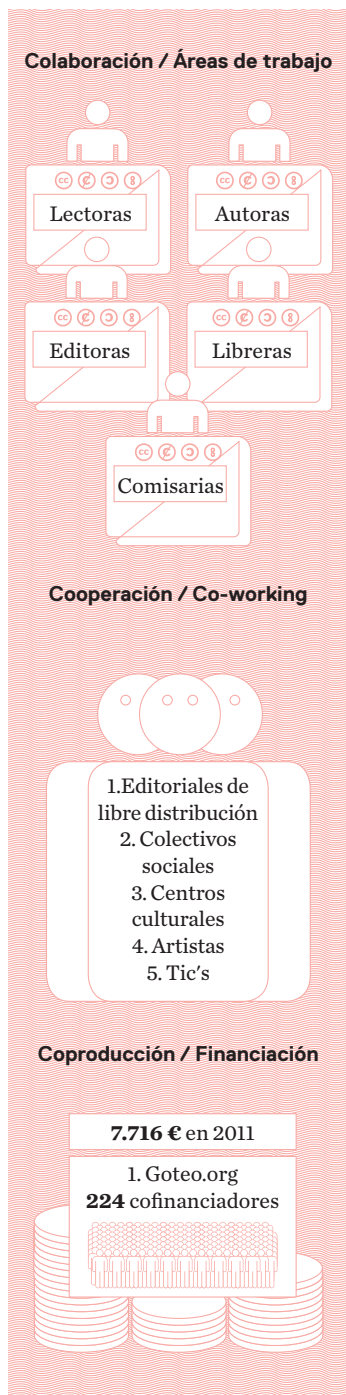 Colaboración / Áreas de trabajo
Lectoras
Autoras
Editoras
Libreras
Comisarias
Cooperación / Co-working
1.Editoriales de
libre distribución
2. Colectivos
sociales
3. Centros
culturales
4. Artistas
5. Tic's
Coproducción / Financiación
7.716 € en 2011
1. Goteo.org
224 cofinanciadores